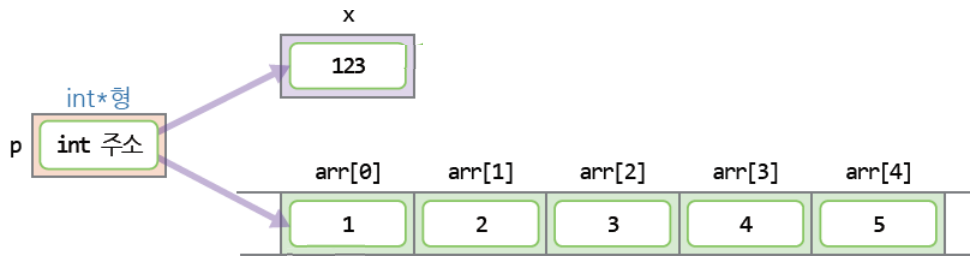 x
123
int*형
p int 주소
arr[0] arr[1] arr[2] arr[3] arr[4]
1 2 3 4 5